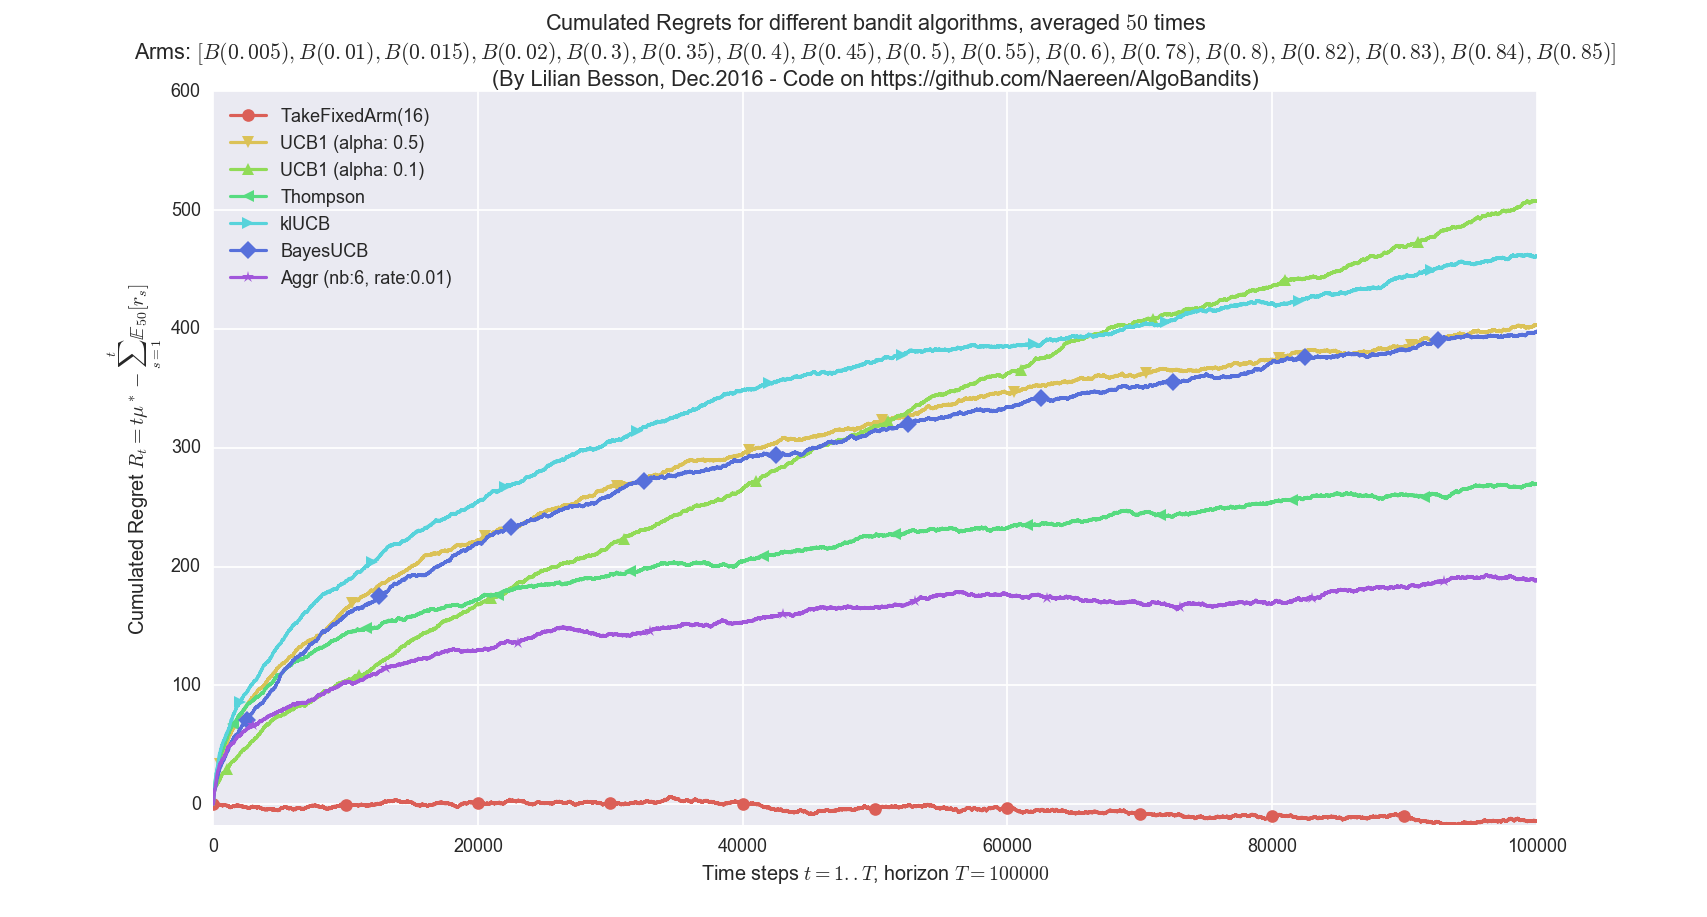 Cumulated Regrets for different bandit algorithms, averaged 50 times
Arms: [B(0.005), B(0.01), B(0.015), B(0.02), B(0.3), B(0.35), B(0.4), B(0.45), B(0.5), B(0.55), B(0.6), B(0.78), B(0.8), B(0.82), B(0.83), B(0.84), B(0.85)]
(By Lilian Besson, Dec.2016 - Code on https://github.com/Naereen/AlgoBandits)
TakeFixedArm(16)
UCB1 (alpha: 0.5)
UCB1 (alpha: 0.1)
Thompson
klUCB
BayesUCB
Aggr (nb:6, rate:0.01)
600
500
400
300
200
100
0
Cumulated Regret R_t = tμ* − ∑_{s=1}^{t} 𝔼_{50}[r_s]
0
20000
40000
60000
80000
100000
Time steps t = 1..T, horizon T = 100000